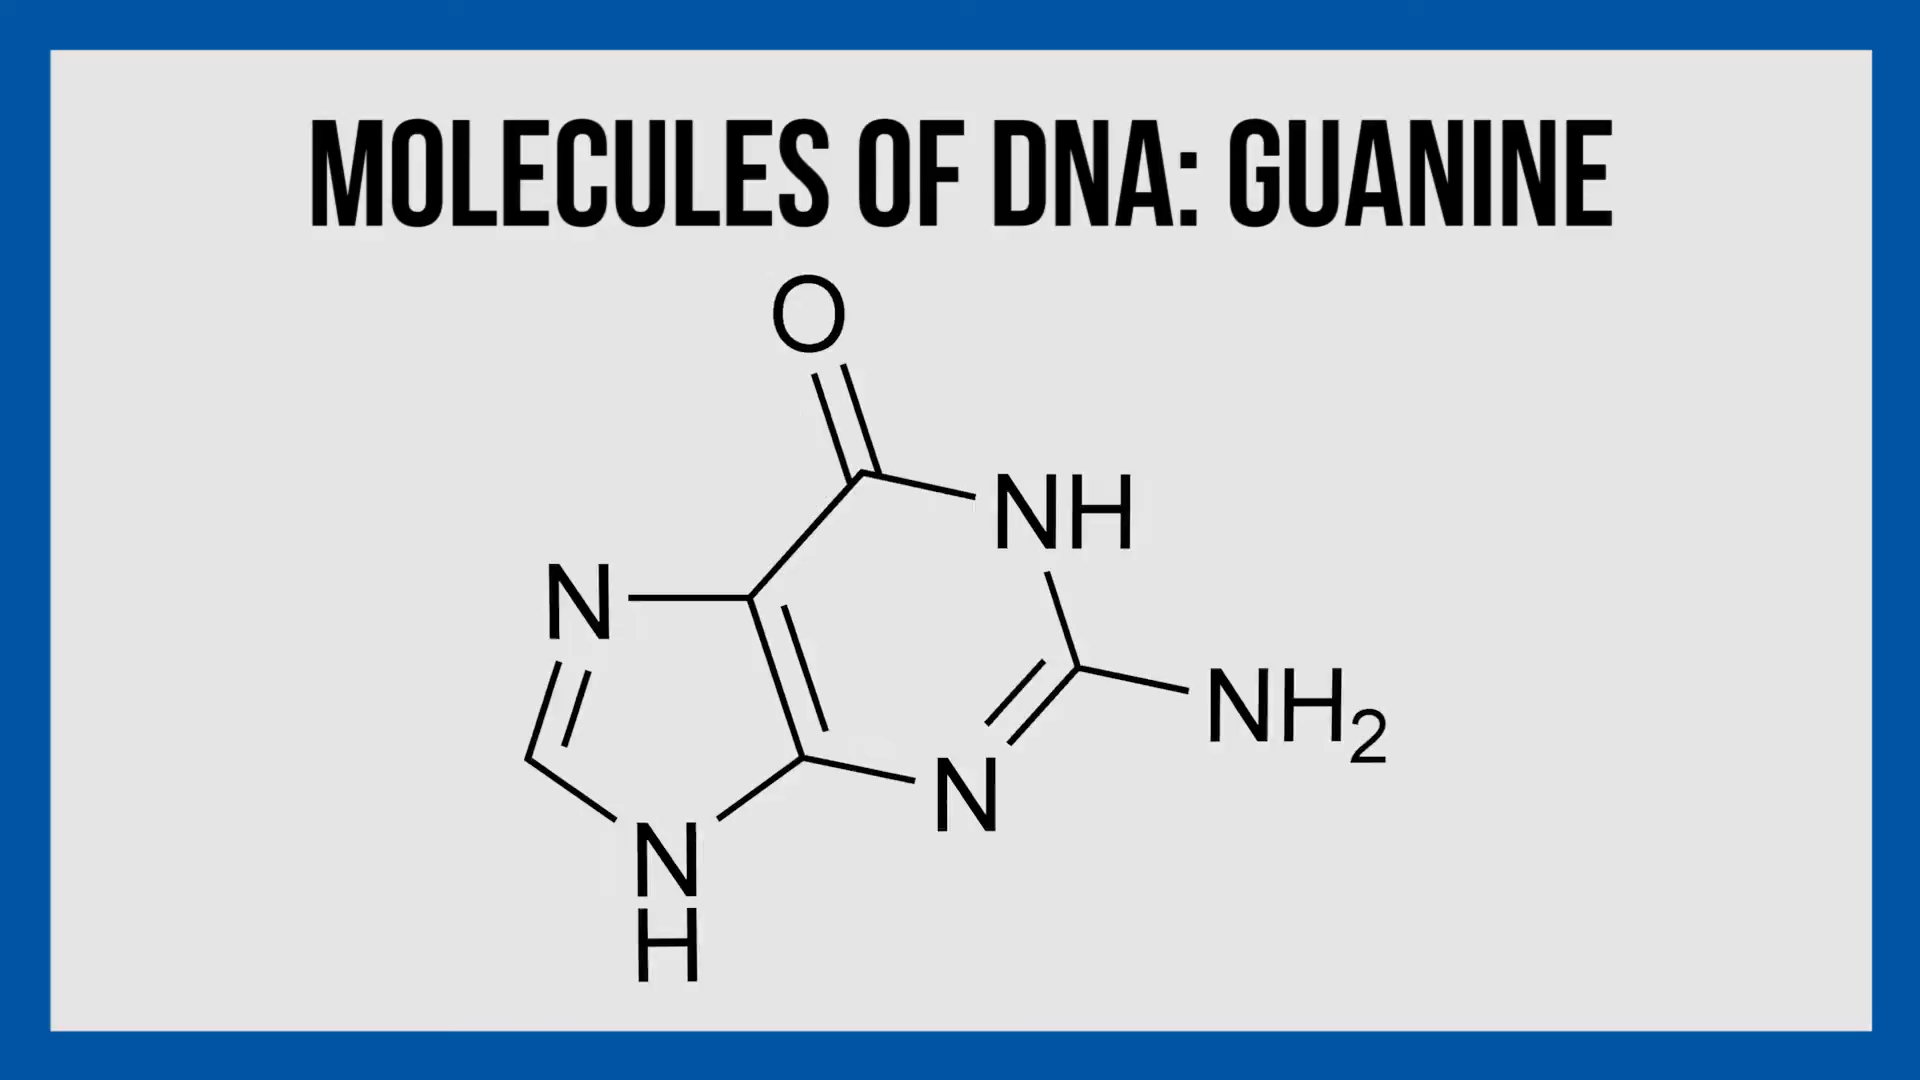 MOLECULES OF DNA: GUANINE
O
NH
N
NH₂
N
N
H